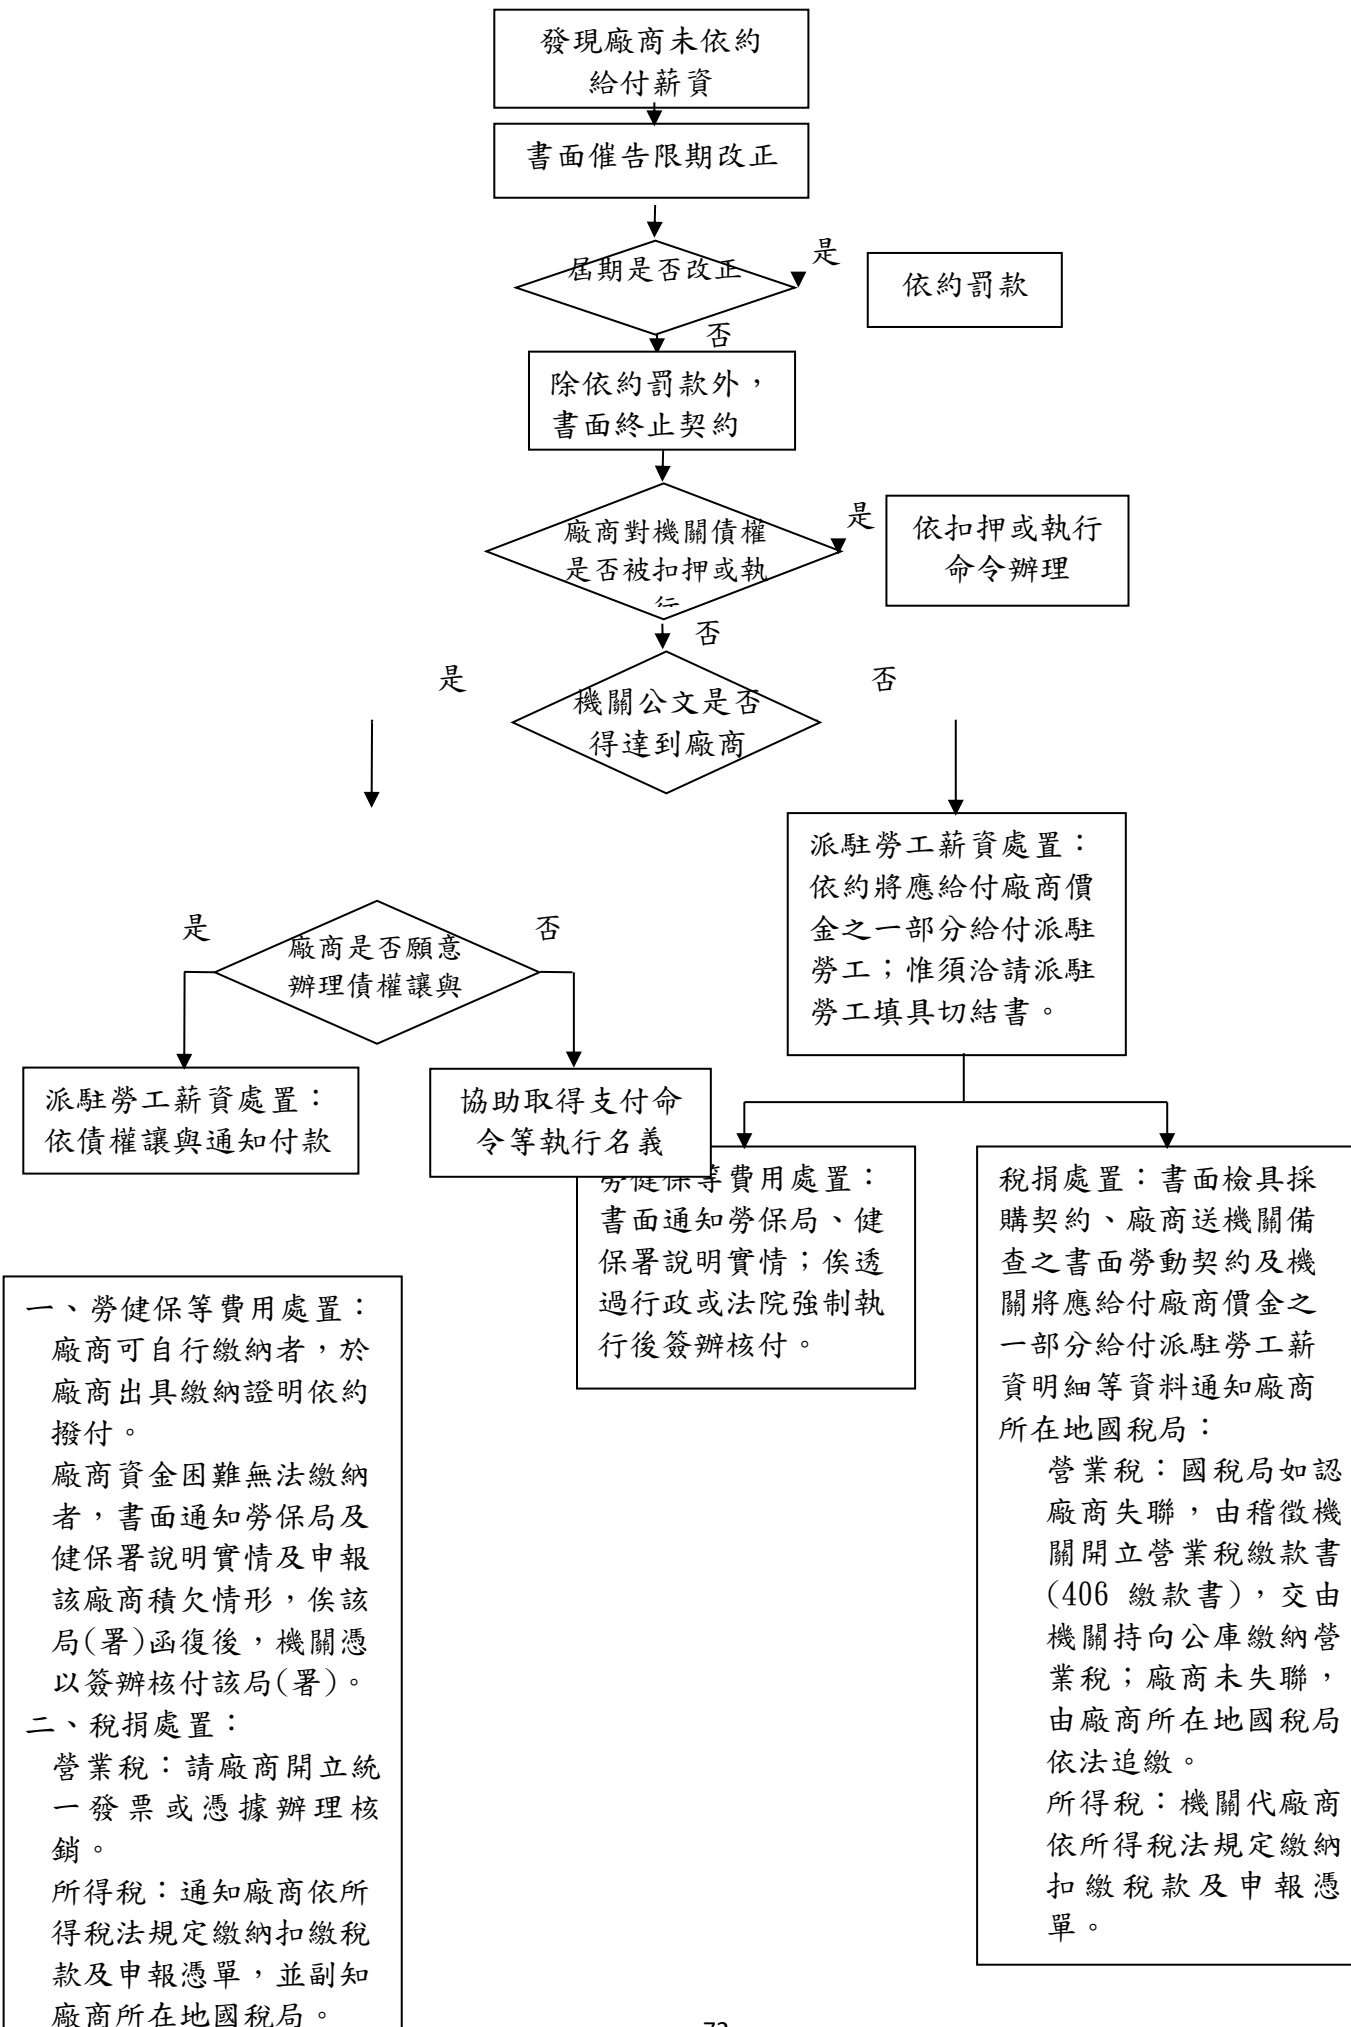 發現廠商未依約
給付薪資
書面催告限期改正
屆期是否改正
是
依約罰款
否
除依約罰款外，
書面終止契約
廠商對機關債權
是否被扣押或執
行
是
依扣押或執行
命令辦理
否
機關公文是否
得達到廠商
是
否
派駐勞工薪資處置：
依約將應給付廠商價
金之一部分給付派駐
勞工；惟須洽請派駐
勞工填具切結書。
廠商是否願意
辦理債權讓與
是
否
派駐勞工薪資處置：
依債權讓與通知付款
協助取得支付命
令等執行名義
勞健保等費用處置：
書面通知勞保局、健
保署說明實情；俟透
過行政或法院強制執
行後簽辦核付。
稅捐處置：書面檢具採
購契約、廠商送機關備
查之書面勞動契約及機
關將應給付廠商價金之
一部分給付派駐勞工薪
資明細等資料通知廠商
所在地國稅局：
營業稅：國稅局如認
廠商失聯，由稽徵機
關開立營業稅繳款書
(406 繳款書)，交由
機關持向公庫繳納營
業稅；廠商未失聯，
由廠商所在地國稅局
依法追繳。
所得稅：機關代廠商
依所得稅法規定繳納
扣繳稅款及申報憑
單。
一、勞健保等費用處置：
廠商可自行繳納者，於
廠商出具繳納證明依約
撥付。
廠商資金困難無法繳納
者，書面通知勞保局及
健保署說明實情及申報
該廠商積欠情形，俟該
局(署)函復後，機關憑
以簽辦核付該局(署)。
二、稅捐處置：
營業稅：請廠商開立統
一發票或憑據辦理核
銷。
所得稅：通知廠商依所
得稅法規定繳納扣繳稅
款及申報憑單，並副知
廠商所在地國稅局。